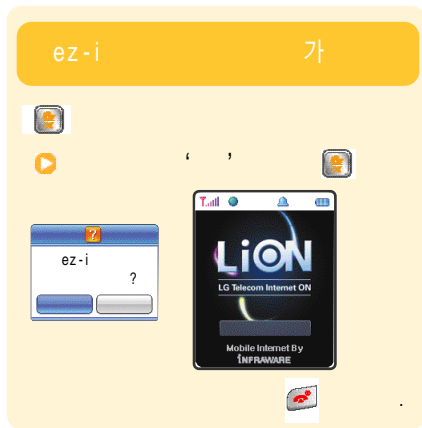 ez-i 가
‘ ’
?
ez-i
?
LiON
LG Telecom Internet ON
Mobile Internet By
INFRAWARE
.